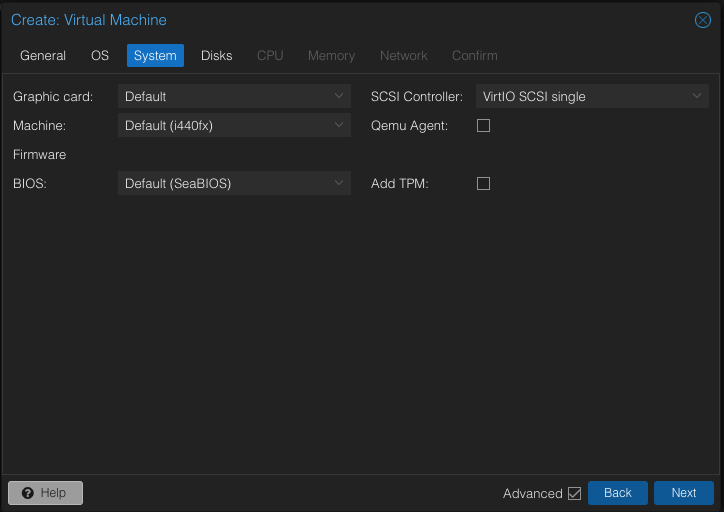 Create: Virtual Machine
General OS System Disks CPU Memory Network Confirm
Graphic card: Default SCSI Controller: VirtIO SCSI single
Machine: Default (i440fx) Qemu Agent:
Firmware
BIOS: Default (SeaBIOS) Add TPM:
? Help Advanced Back Next